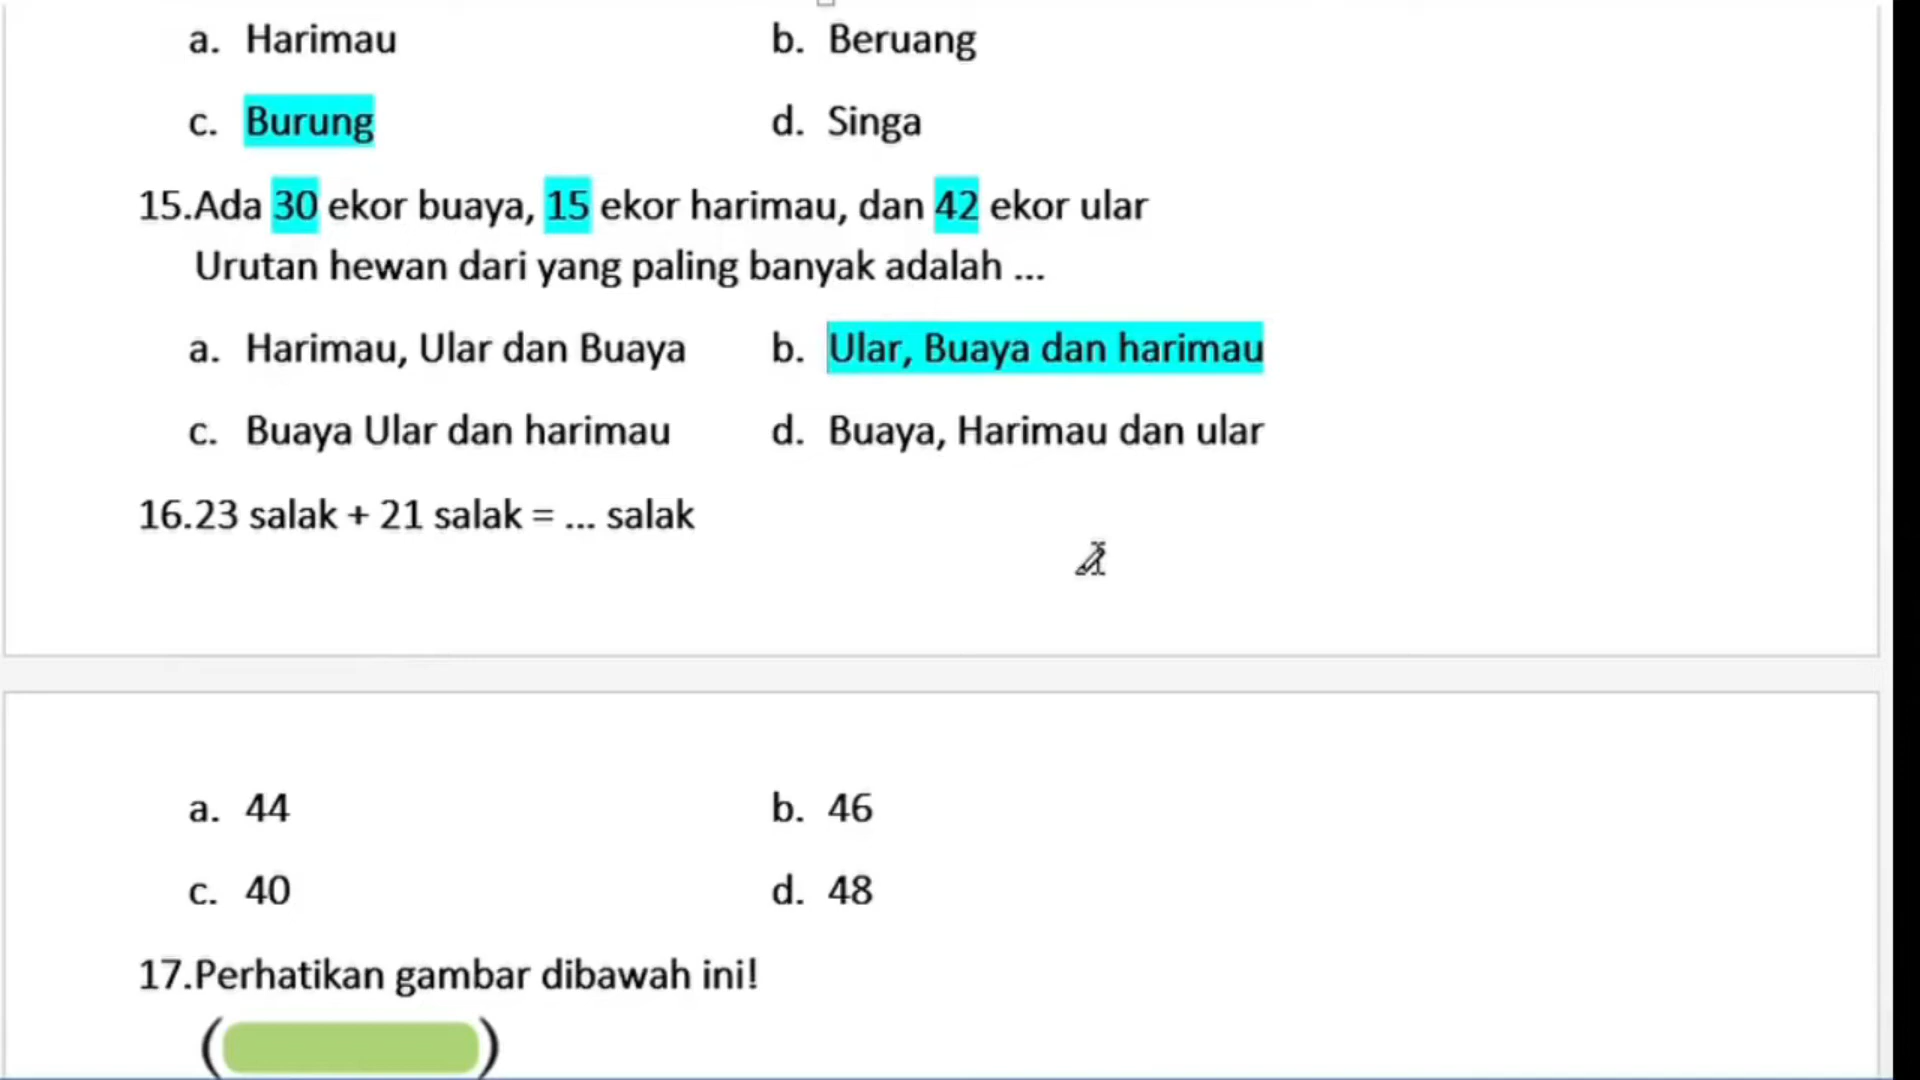 a. Harimau b. Beruang
c. Burung d. Singa
15.Ada 30 ekor buaya, 15 ekor harimau, dan 42 ekor ular
Urutan hewan dari yang paling banyak adalah ...
a. Harimau, Ular dan Buaya b. Ular, Buaya dan harimau
c. Buaya Ular dan harimau d. Buaya, Harimau dan ular
16.23 salak + 21 salak = ... salak
a. 44 b. 46
c. 40 d. 48
17.Perhatikan gambar dibawah ini!
( )